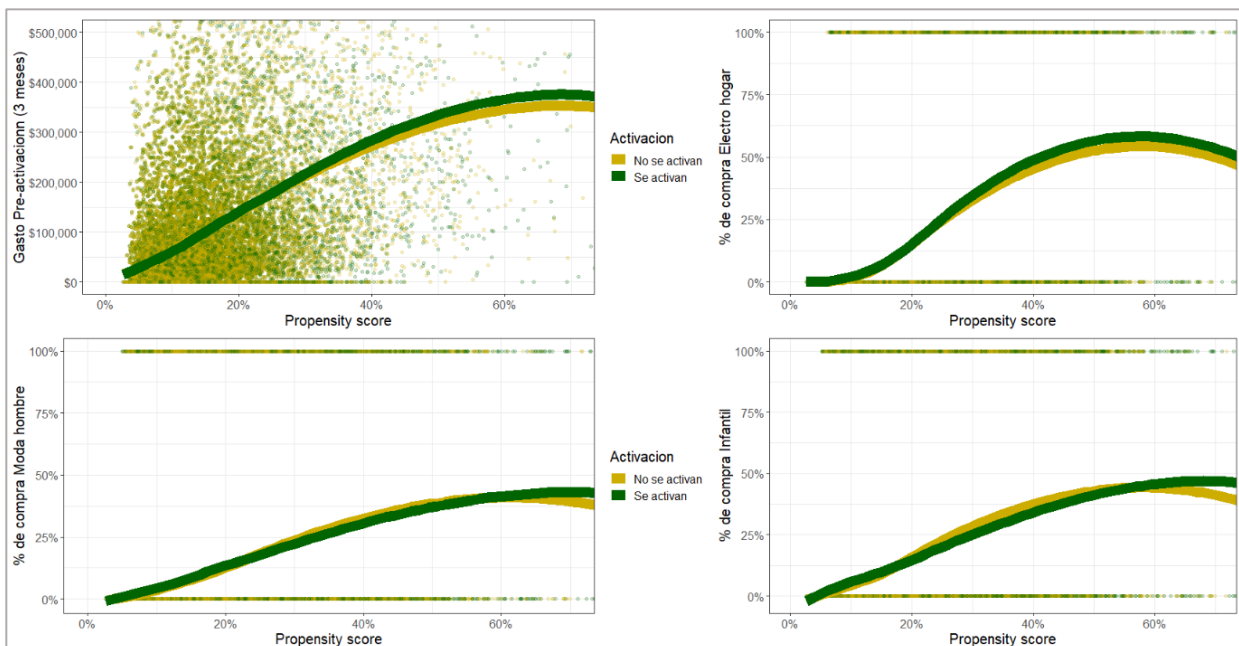 $500,000
$400,000
$300,000
$200,000
$100,000
$0
Gasto Pre-activacionn (3 meses)
0%
20%
40%
60%
Propensity score
Activacion
No se activan
Se activan
100%
75%
50%
25%
0%
% de compra Electro hogar
0%
20%
40%
60%
Propensity score
100%
75%
50%
25%
0%
% de compra Moda hombre
0%
20%
40%
60%
Propensity score
Activacion
No se activan
Se activan
100%
75%
50%
25%
0%
% de compra Infantil
0%
20%
40%
60%
Propensity score